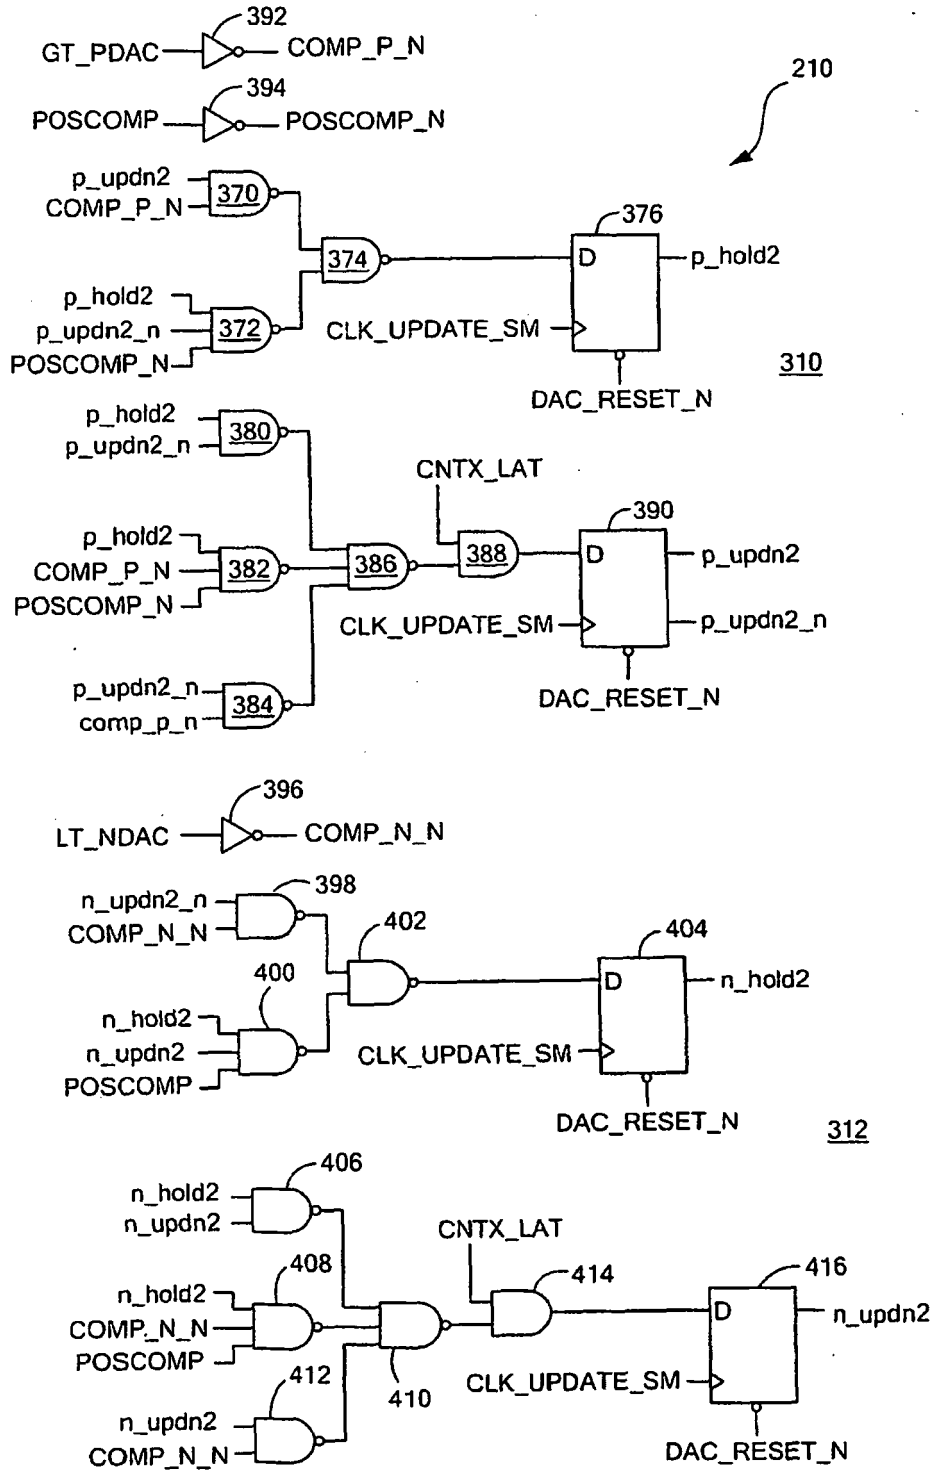 392
GT_PDAC
COMP_P_N
394
POSCOMP
POSCOMP_N
210
p_updn2
COMP_P_N
370
374
376
D
p_hold2
p_hold2
p_updn2_n
POSCOMP_N
372
CLK_UPDATE_SM
DAC_RESET_N
310
p_hold2
p_updn2_n
380
CNTX_LAT
390
p_hold2
COMP_P_N
POSCOMP_N
382
386
388
D
p_updn2
CLK_UPDATE_SM
p_updn2_n
DAC_RESET_N
p_updn2_n
comp_p_n
384
396
LT_NDAC
COMP_N_N
398
n_updn2_n
COMP_N_N
402
404
D
n_hold2
400
n_hold2
n_updn2
POSCOMP
CLK_UPDATE_SM
DAC_RESET_N
312
406
n_hold2
n_updn2
CNTX_LAT
408
414
416
n_hold2
COMP_N_N
POSCOMP
D
n_updn2
410
412
CLK_UPDATE_SM
n_updn2
COMP_N_N
DAC_RESET_N